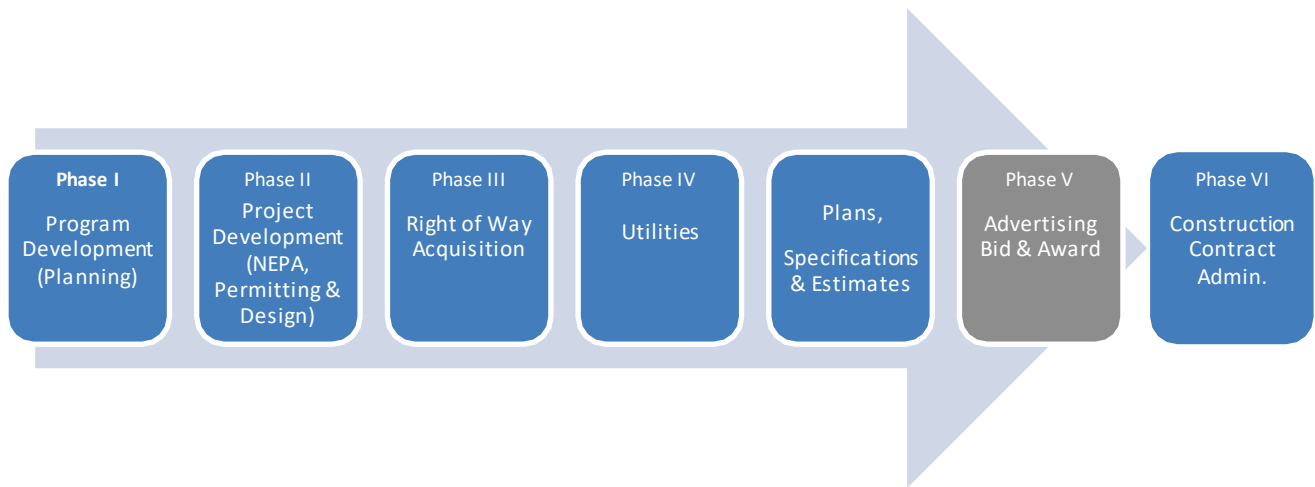 Phase I
Program
Development
(Planning)
Phase II
Project
Development
(NEPA,
Permitting &
Design)
Phase III
Right of Way
Acquisition
Phase IV
Utilities
Plans,
Specifications
& Estimates
Phase V
Advertising
Bid & Award
Phase VI
Construction
Contract
Admin.